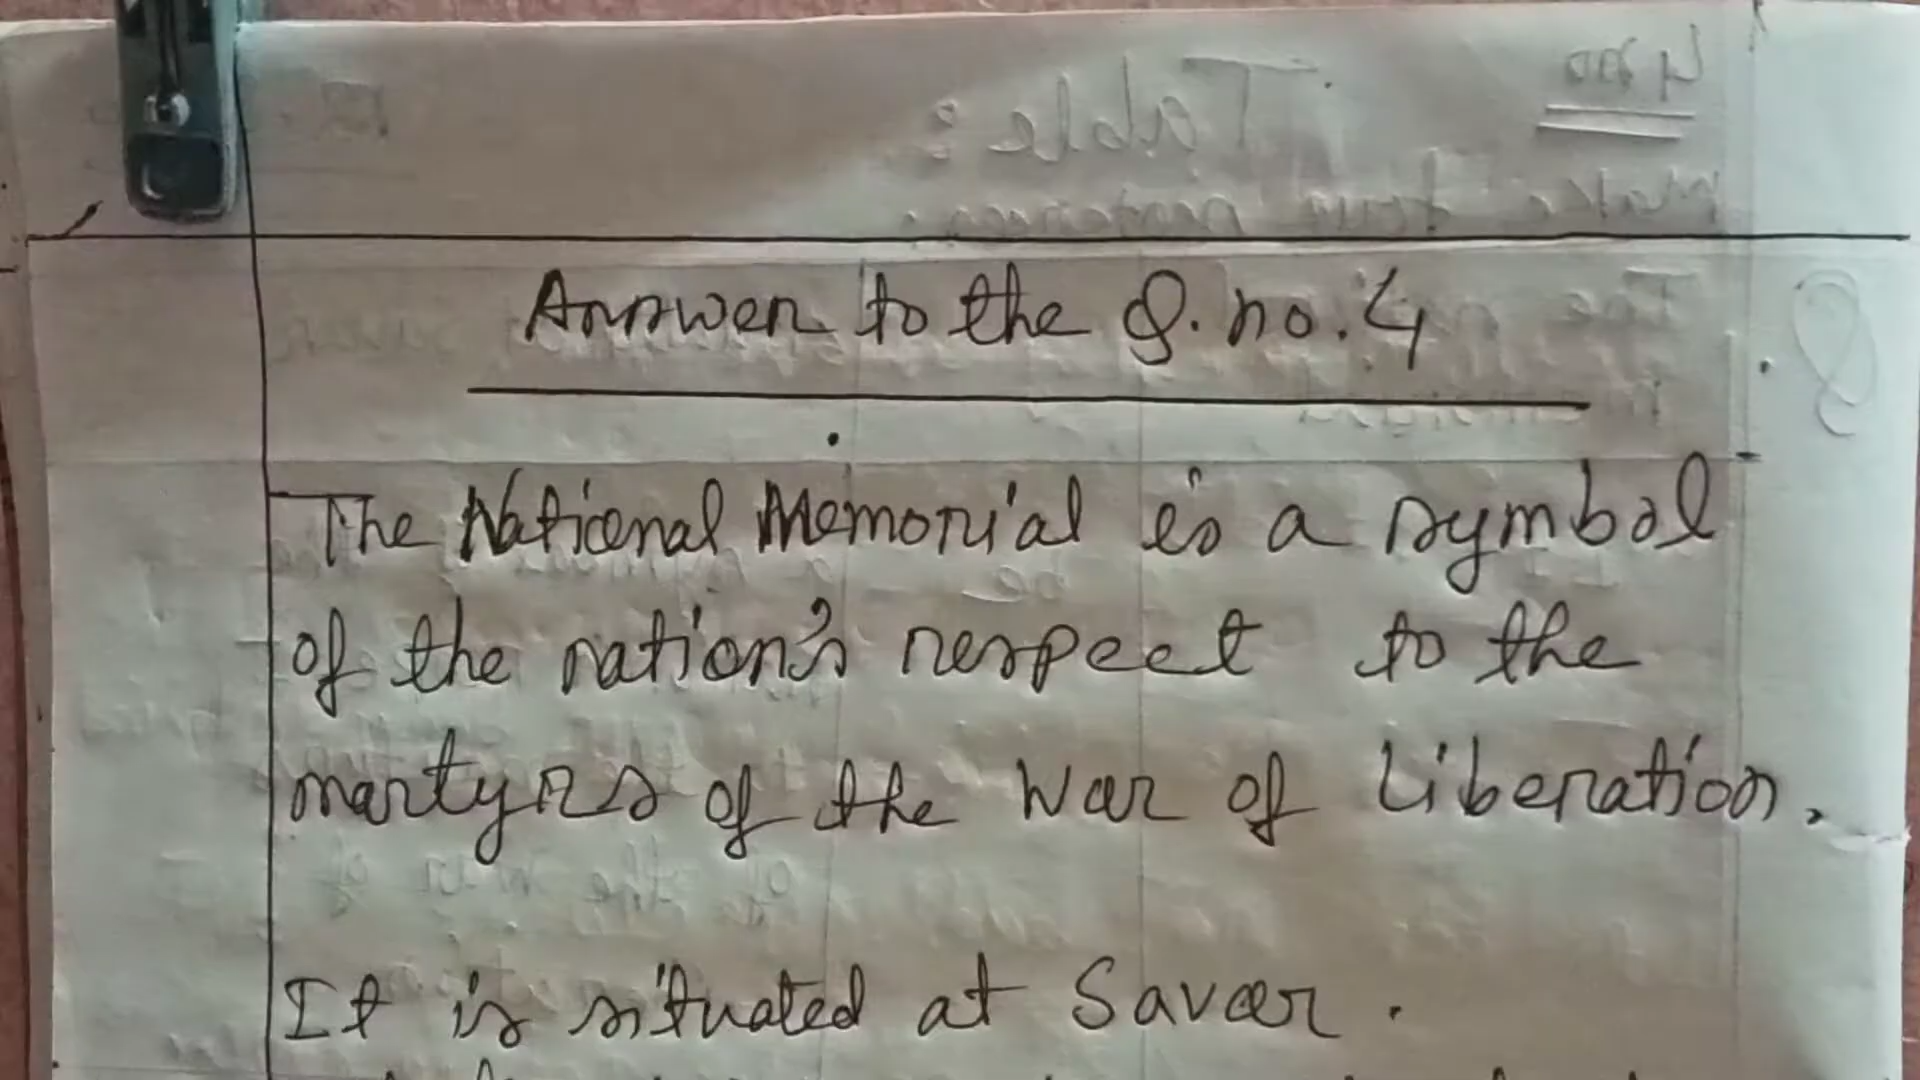 Answer to the Q. no. 4
The National Memorial is a symbol
of the nation's respect to the
martyrs of the War of Liberation.
It is situated at Savar.